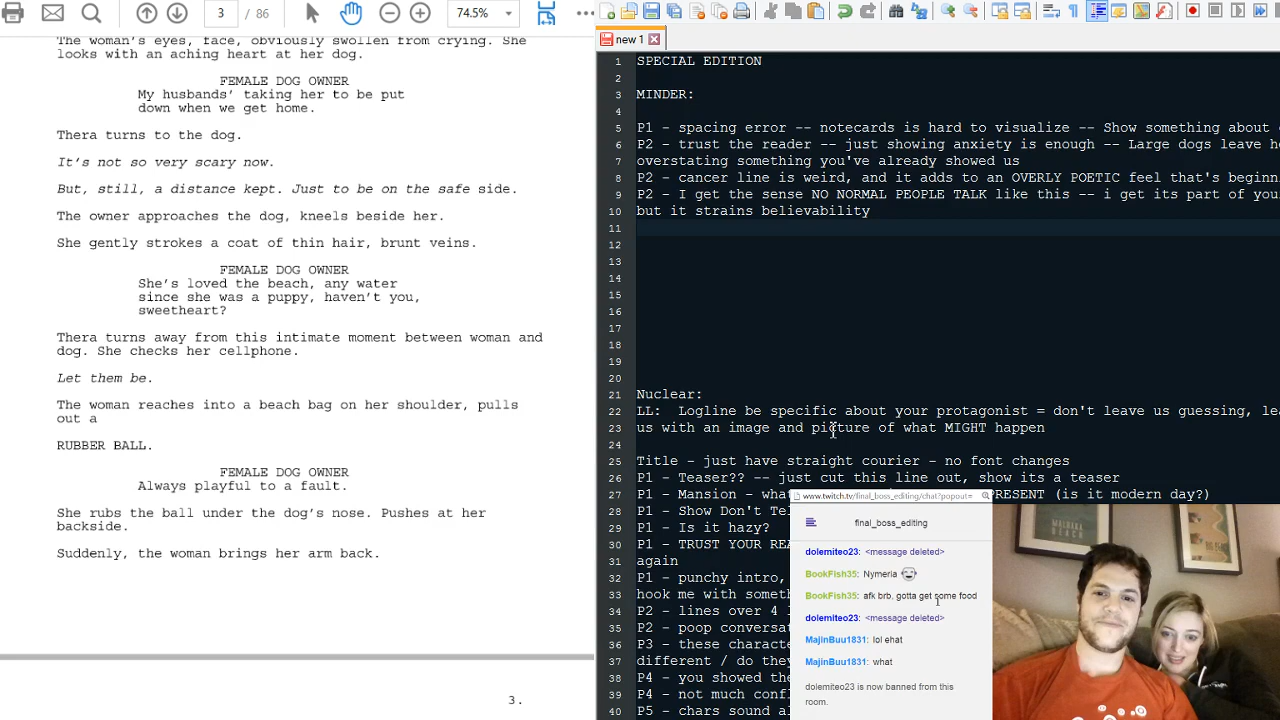 3 / 86
74.5%
The woman's eyes, face, obviously swollen from crying. She
looks with an aching heart at her dog.
FEMALE DOG OWNER
My husbands' taking her to be put
down when we get home.
Thera turns to the dog.
It's not so very scary now.
But, still, a distance kept. Just to be on the safe side.
The owner approaches the dog, kneels beside her.
She gently strokes a coat of thin hair, brunt veins.
FEMALE DOG OWNER
She's loved the beach, any water
since she was a puppy, haven't you,
sweetheart?
Thera turns away from this intimate moment between woman and
dog. She checks her cellphone.
Let them be.
The woman reaches into a beach bag on her shoulder, pulls
out a
RUBBER BALL.
FEMALE DOG OWNER
Always playful to a fault.
She rubs the ball under the dog's nose. Pushes at her
backside.
Suddenly, the woman brings her arm back.
3.
new 1
1 SPECIAL EDITION
2
3 MINDER:
4
5 P1 - spacing error -- notecards is hard to visualize -- Show something about
6 P2 - trust the reader -- just showing anxiety is enough -- Large dogs leave
7 overstating something you've already showed us
8 P2 - cancer line is weird, and it adds to an OVERLY POETIC feel that's
9 P2 - I get the sense NO NORMAL PEOPLE TALK like this -- i get its part of
10 but it strains believability
11
12
13
14
15
16
17
18
19
20
21 Nuclear:
22 LL: Logline be specific about your protagonist = don't leave us guessing,
23 us with an image and picture of what MIGHT happen
24
25 Title - just have straight courier - no font changes
26 P1 - Teaser?? -- just cut this line out, show its a teaser
27 P1 - Mansion - PRESENT (is it modern day?)
28 P1 - Show Don't
29 P1 - Is it hazy?
30 P1 - TRUST YOUR
31 again
32 P1 - punchy intro,
33 hook me with
34 P2 - lines over 4
35 P2 - poop
36 P3 - these
37 different / do
38 P4 - you showed
39 P4 - not much
40 P5 - chars sound
www.twitch.tv/final_boss_editing/chat?popout=
final_boss_editing
dolemiteo23: <message deleted>
BookFish35: Nymeria
BookFish35: afk brb, gotta get some food
dolemiteo23: <message deleted>
MajinBuu1831: lol ehat
MajinBuu1831: what
dolemiteo23 is now banned from this
room.
MALIBU
BEACH